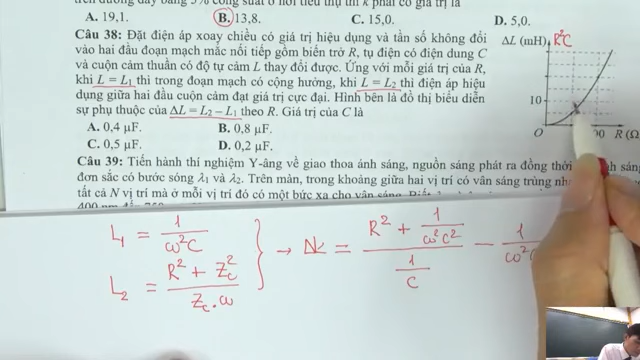 trên đường dây bằng 5% công suất ở nơi tiêu thụ thì k phải có giá trị là
A. 19,1. B. 13,8. C. 15,0. D. 5,0.
Câu 38: Đặt điện áp xoay chiều có giá trị hiệu dụng và tần số không đổi
vào hai đầu đoạn mạch mắc nối tiếp gồm biến trở R, tụ điện có điện dung C
và cuộn cảm thuần có độ tự cảm L thay đổi được. Ứng với mỗi giá trị của R,
khi L = L₁ thì trong đoạn mạch có cộng hưởng, khi L = L₂ thì điện áp hiệu
dụng giữa hai đầu cuộn cảm đạt giá trị cực đại. Hình bên là đồ thị biểu diễn
sự phụ thuộc của ΔL = L₂ – L₁ theo R. Giá trị của C là
A. 0,4 μF. B. 0,8 μF.
C. 0,5 μF. D. 0,2 μF.
ΔL (mH) R²C
10
O 00 R (Ω
Câu 39: Tiến hành thí nghiệm Y-âng về giao thoa ánh sáng, nguồn sáng phát ra đồng thời sáng
đơn sắc có bước sóng λ₁ và λ₂. Trên màn, trong khoảng giữa hai vị trí có vân sáng trùng
tất cả N vị trí mà ở mỗi vị trí đó có một bức xạ cho vân sáng.
L₁ = 1/(ω²C)
L₂ = (R² + Z_C²)/(Z_C.ω)
} → ΔL = (R² + 1/(ω²C²))/(1/C) − 1/(ω²C